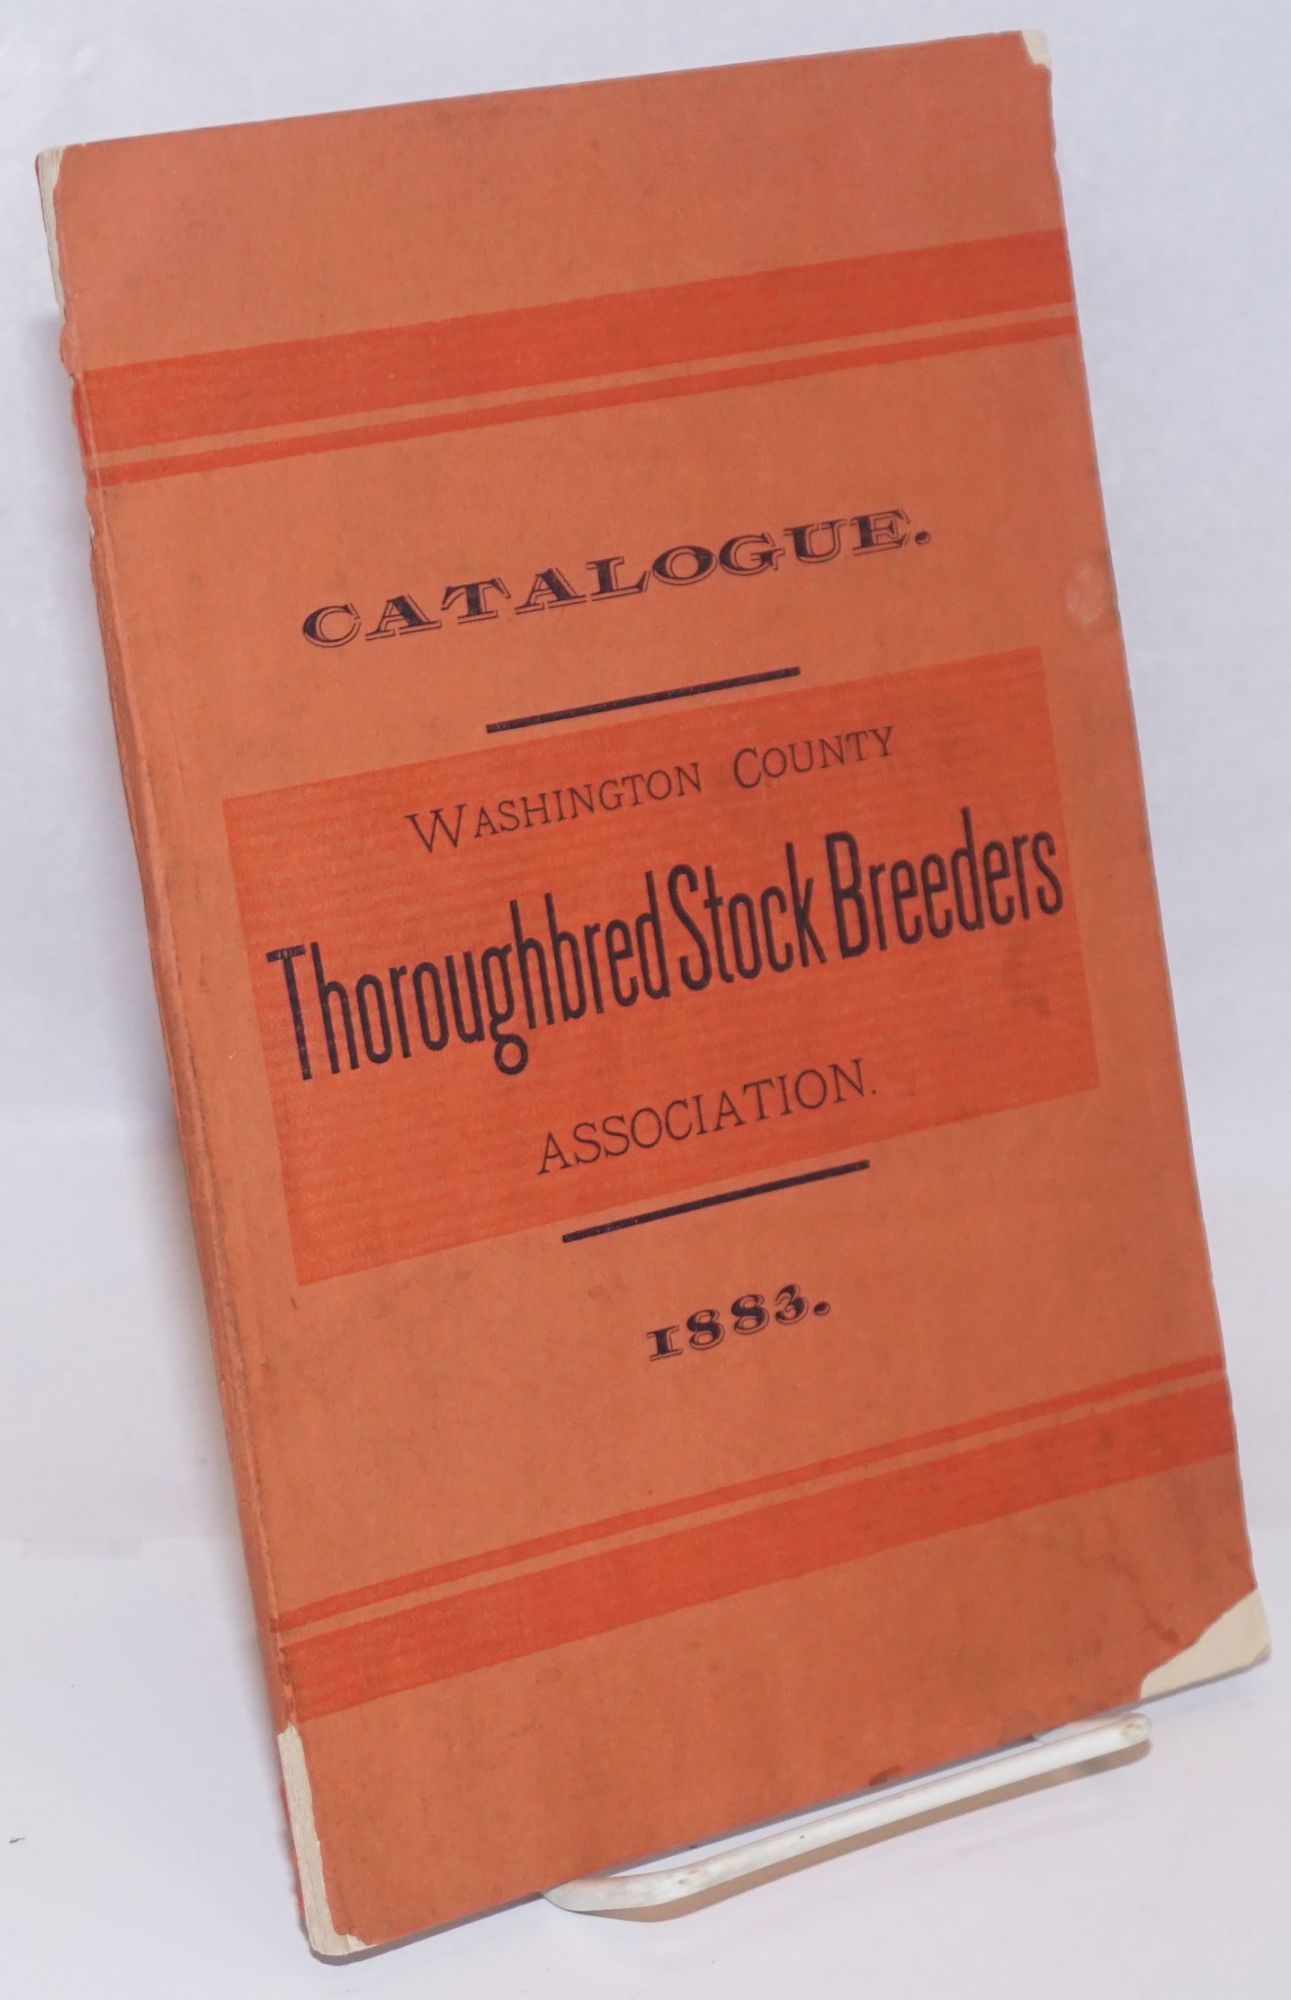 CATALOGUE.
WASHINGTON COUNTY
Thoroughbred Stock Breeders
ASSOCIATION.
1883.